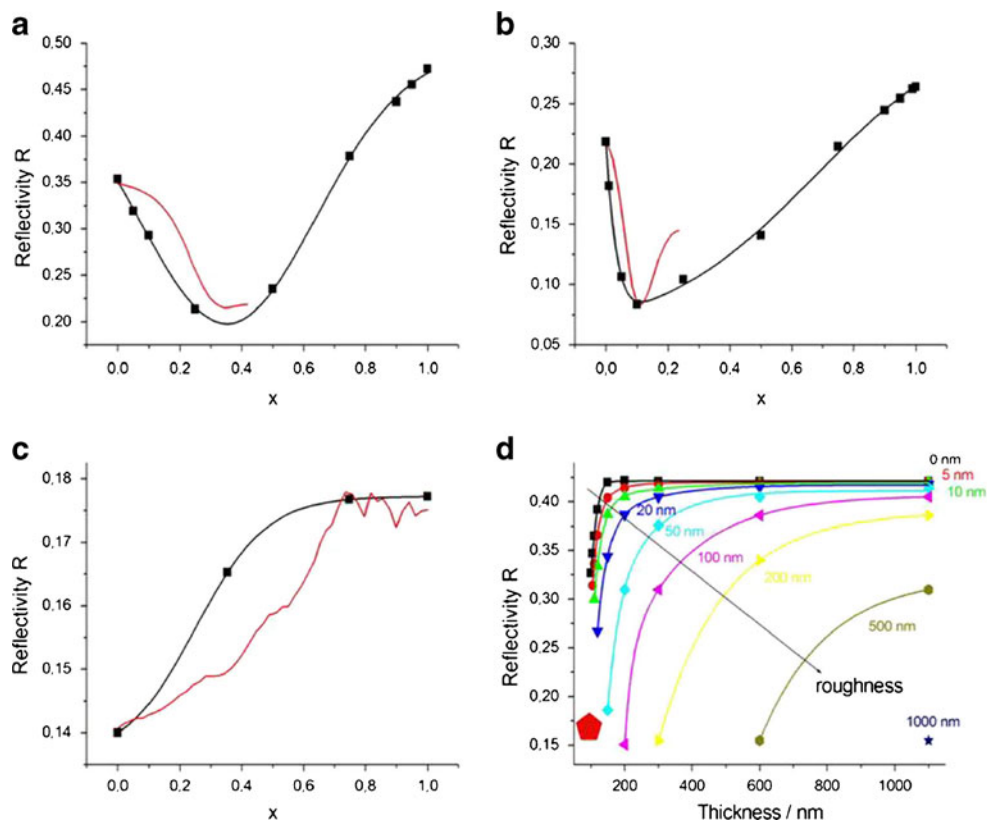 a
Reflectivity R
0,50
0,45
0,40
0,35
0,30
0,25
0,20
0,0 0,2 0,4 0,6 0,8 1,0
x
b
Reflectivity R
0,30
0,25
0,20
0,15
0,10
0,05
0,0 0,2 0,4 0,6 0,8 1,0
x
c
Reflectivity R
0,18
0,17
0,16
0,15
0,14
0,0 0,2 0,4 0,6 0,8 1,0
x
d
Reflectivity R
0,40
0,35
0,30
0,25
0,20
0,15
0 nm
5 nm
10 nm
20 nm
50 nm
100 nm
200 nm
500 nm
roughness
1000 nm
200 400 600 800 1000
Thickness / nm